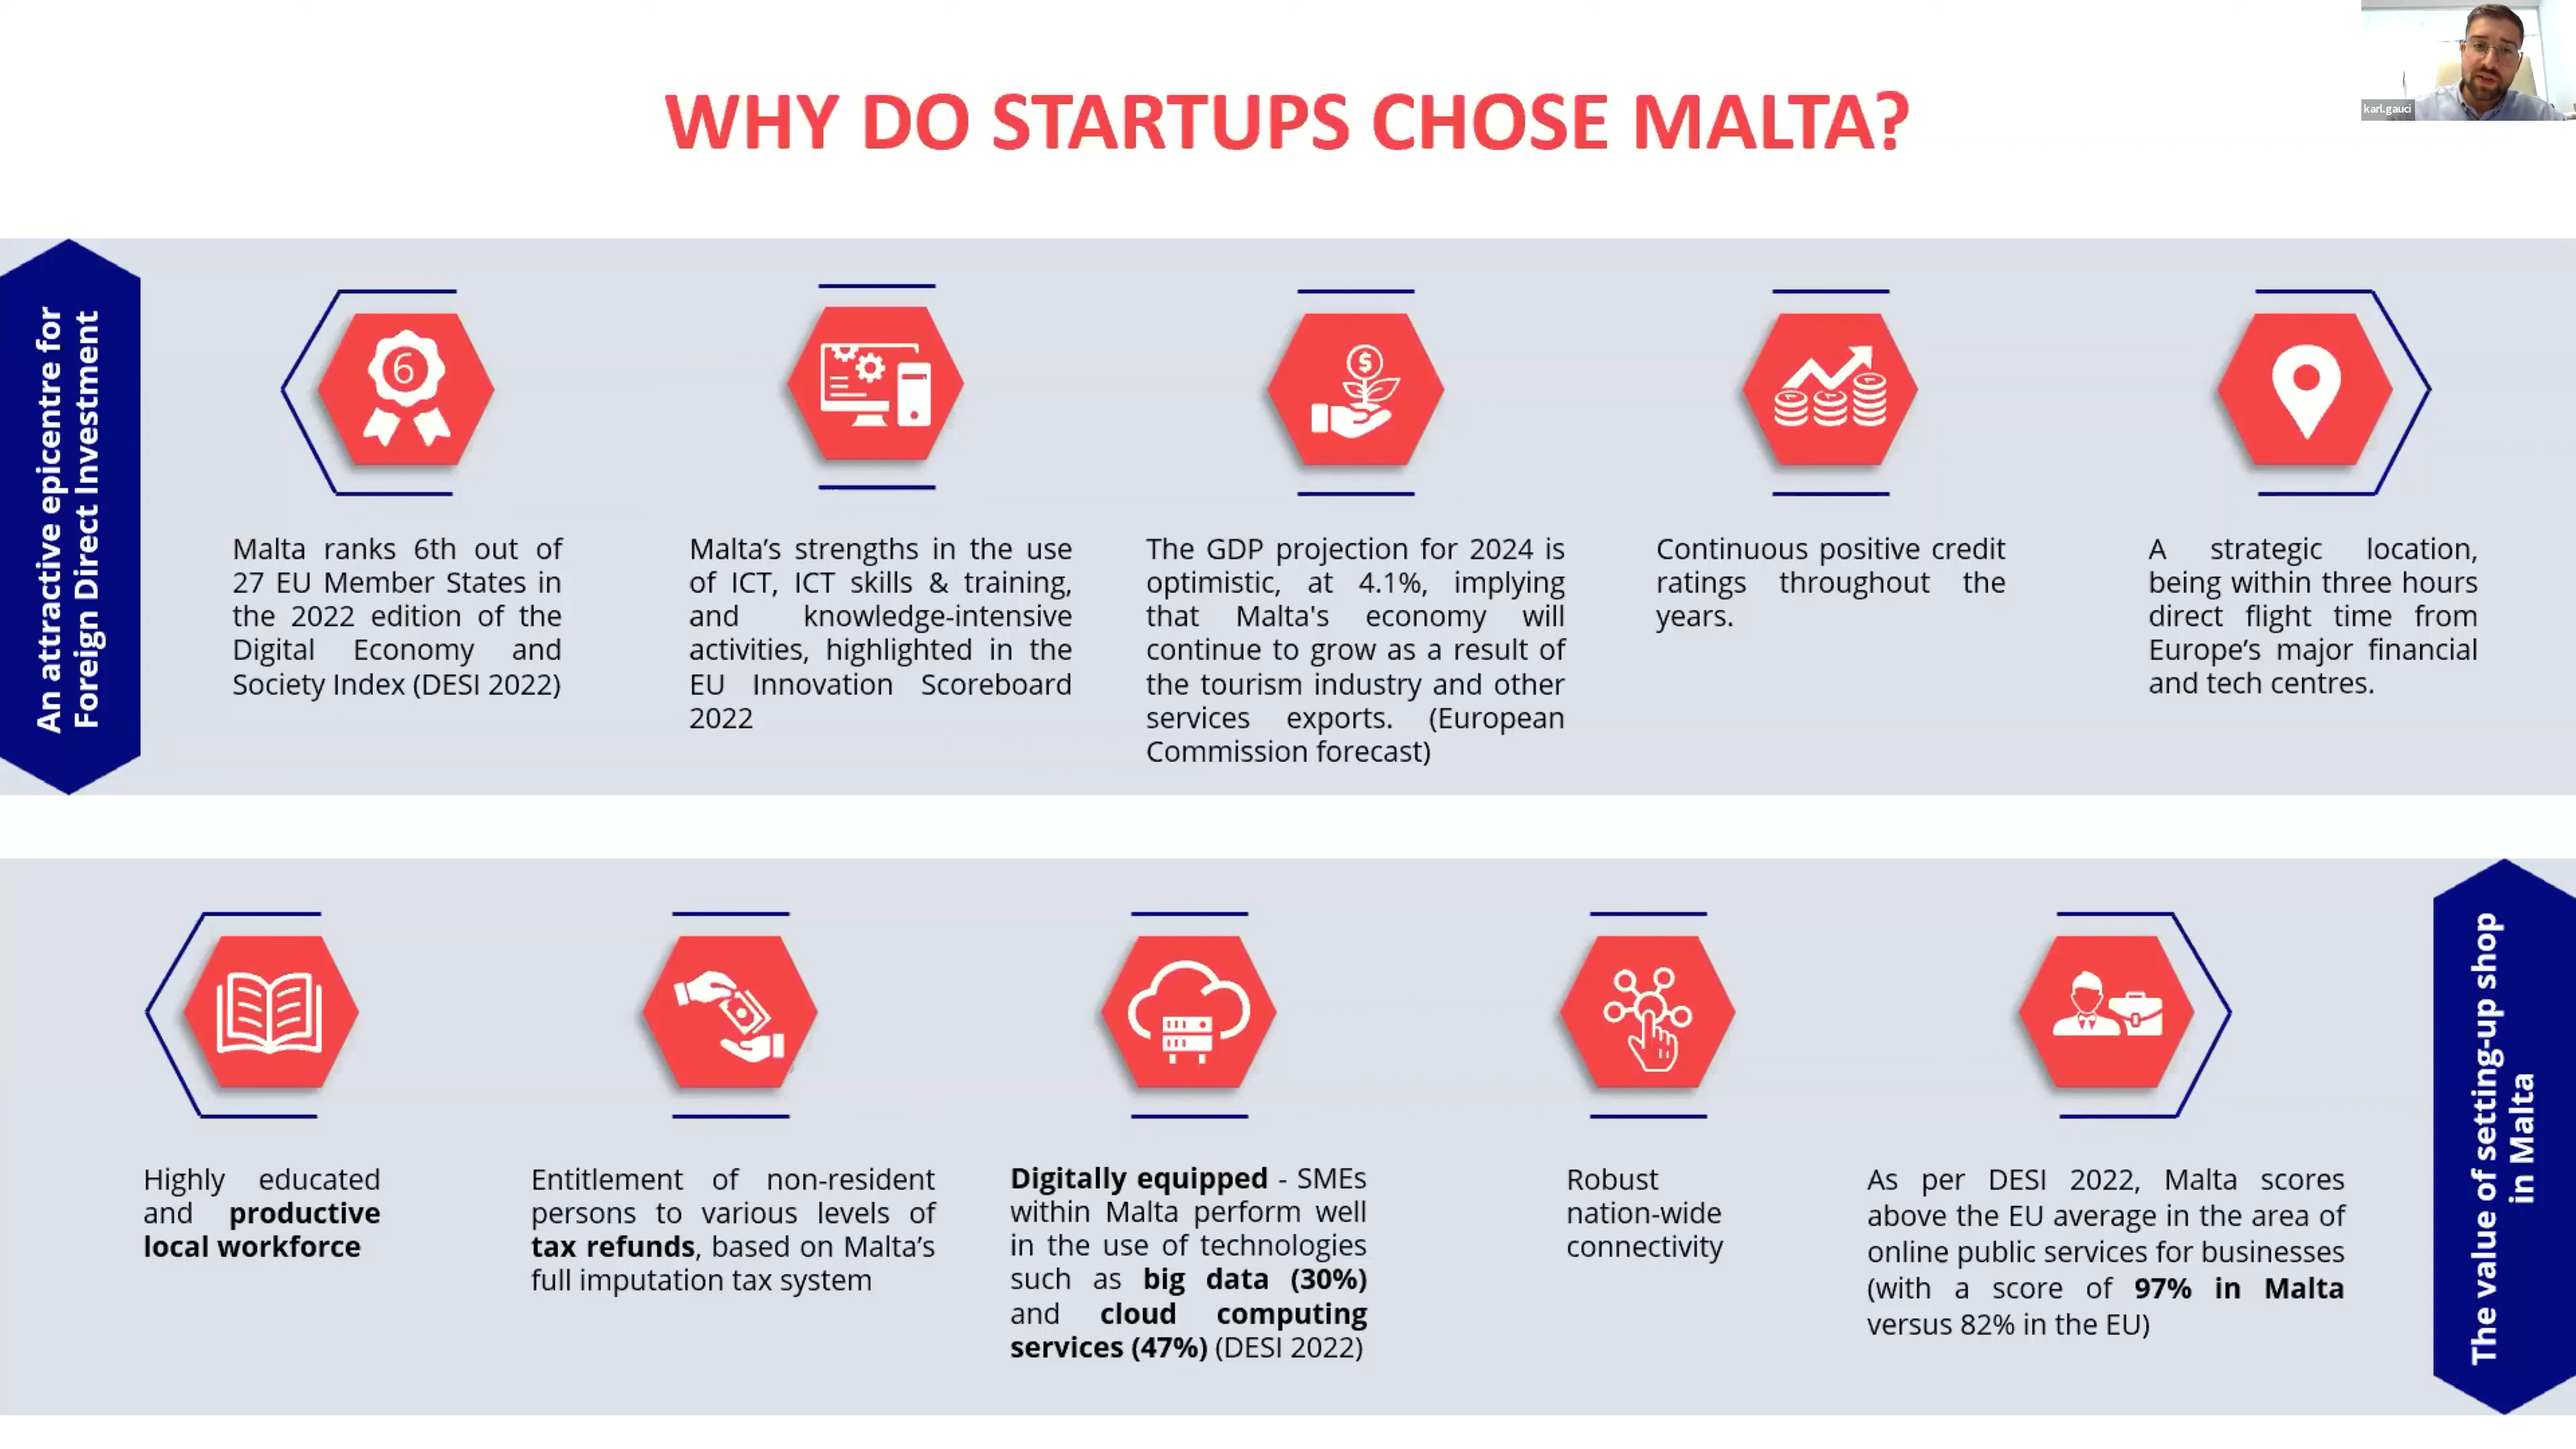 WHY DO STARTUPS CHOSE MALTA?
karl.gauci
An attractive epicentre for
Foreign Direct Investment
6
Malta ranks 6th out of
27 EU Member States in
the 2022 edition of the
Digital Economy and
Society Index (DESI 2022)
Malta’s strengths in the use
of ICT, ICT skills & training,
and knowledge-intensive
activities, highlighted in the
EU Innovation Scoreboard
2022
$
The GDP projection for 2024 is
optimistic, at 4.1%, implying
that Malta's economy will
continue to grow as a result of
the tourism industry and other
services exports. (European
Commission forecast)
1 1 1
Continuous positive credit
ratings throughout the
years.
A strategic location,
being within three hours
direct flight time from
Europe’s major financial
and tech centres.
Highly educated
and productive
local workforce
Entitlement of non-resident
persons to various levels of
tax refunds, based on Malta’s
full imputation tax system
Digitally equipped - SMEs
within Malta perform well
in the use of technologies
such as big data (30%)
and cloud computing
services (47%) (DESI 2022)
Robust
nation-wide
connectivity
As per DESI 2022, Malta scores
above the EU average in the area of
online public services for businesses
(with a score of 97% in Malta
versus 82% in the EU)
The value of setting-up shop
in Malta